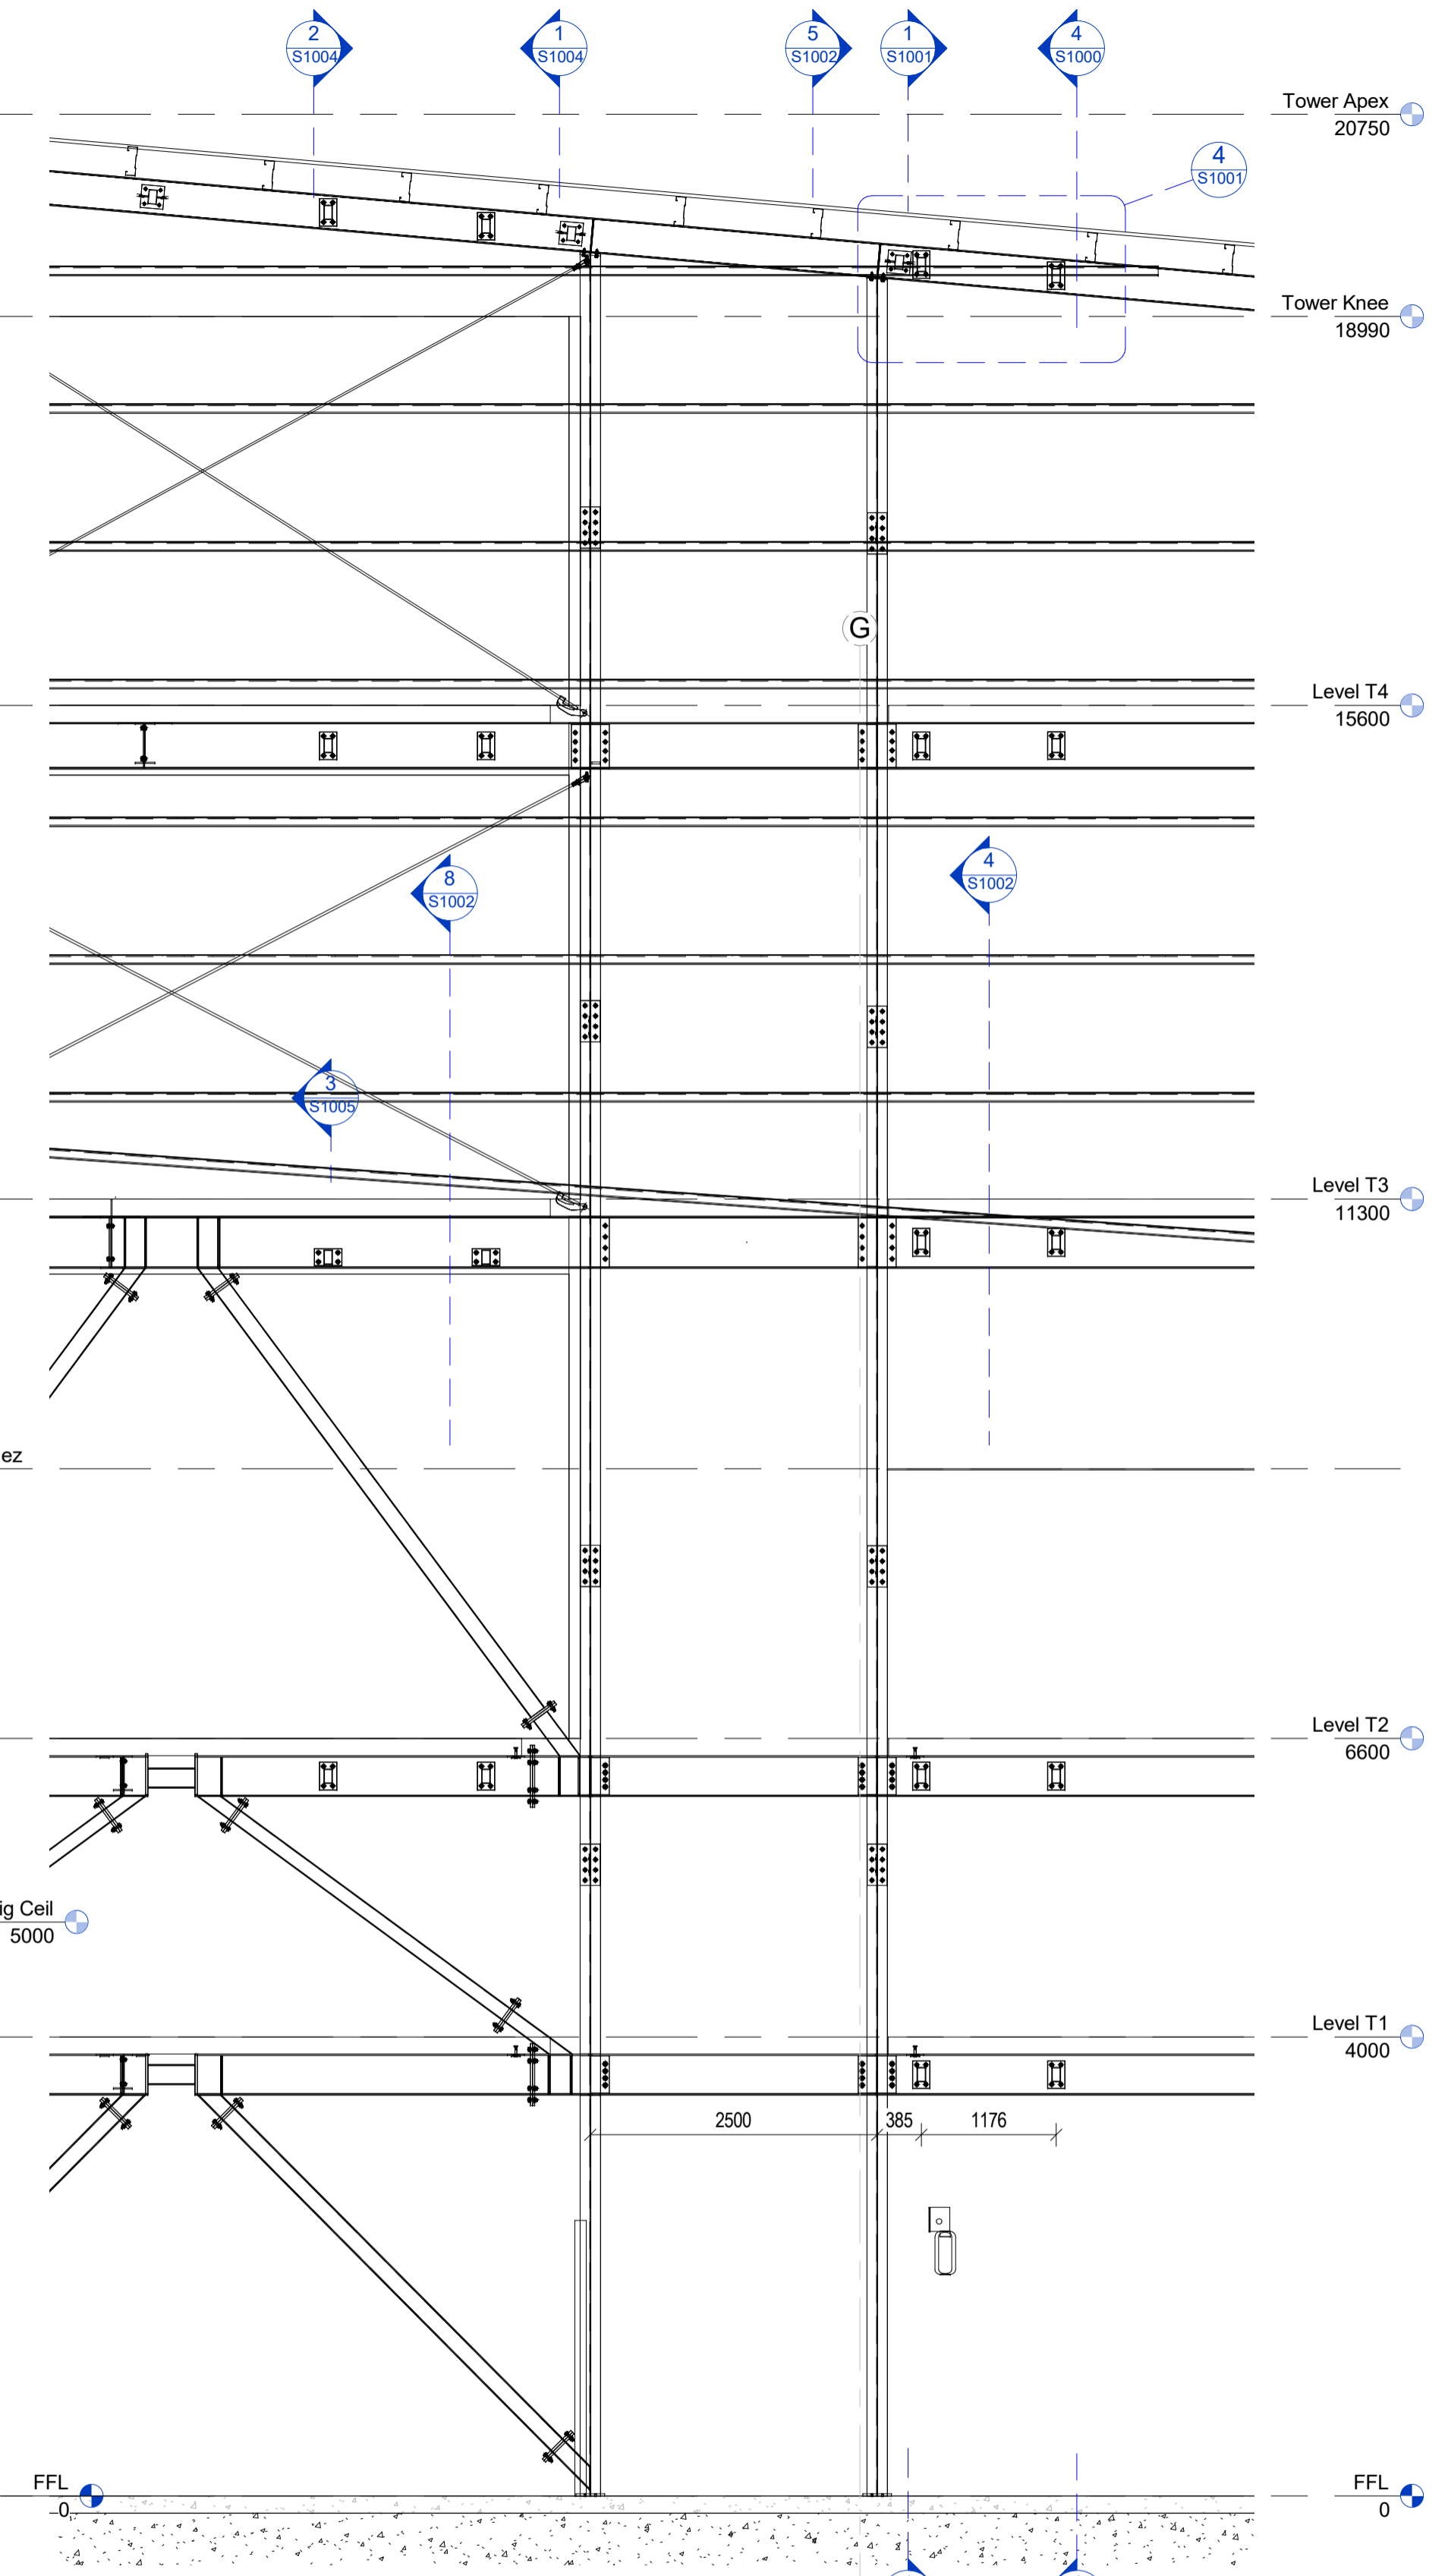 2
S1004
1
S1004
5
S1002
1
S1001
4
S1000
Tower Apex
20750
4
S1001
Tower Knee
18990
G
Level T4
15600
8
S1002
4
S1002
3
S1005
Level T3
11300
ez
Level T2
6600
ig Ceil
5000
Level T1
4000
2500
385
1176
FFL
0
FFL
0